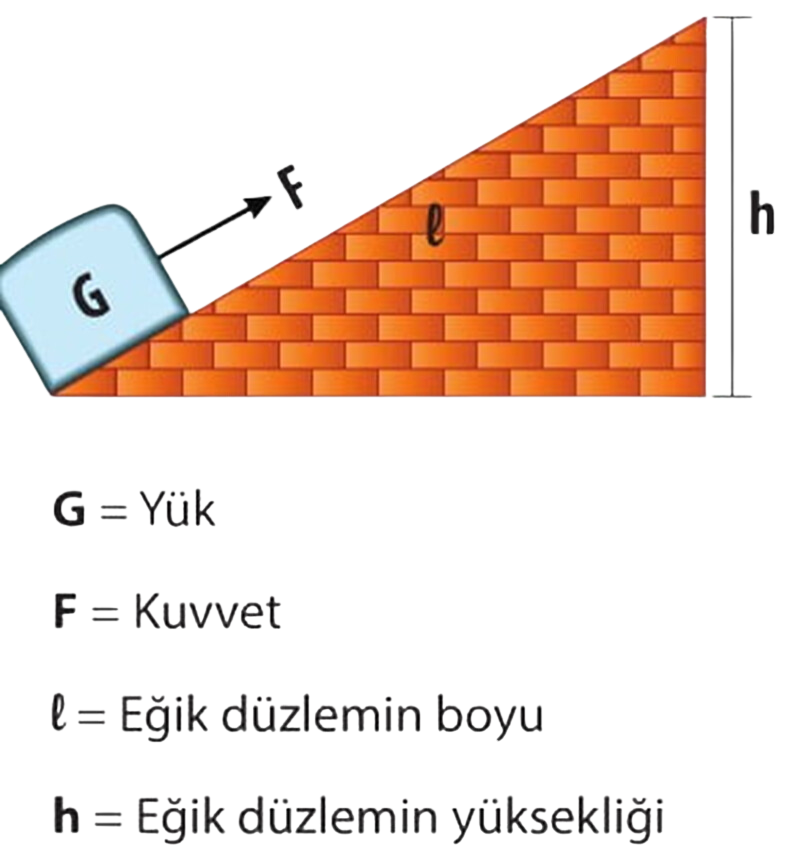 F
ℓ
h
G
G = Yük
F = Kuvvet
ℓ = Eğik düzlemin boyu
h = Eğik düzlemin yüksekliği